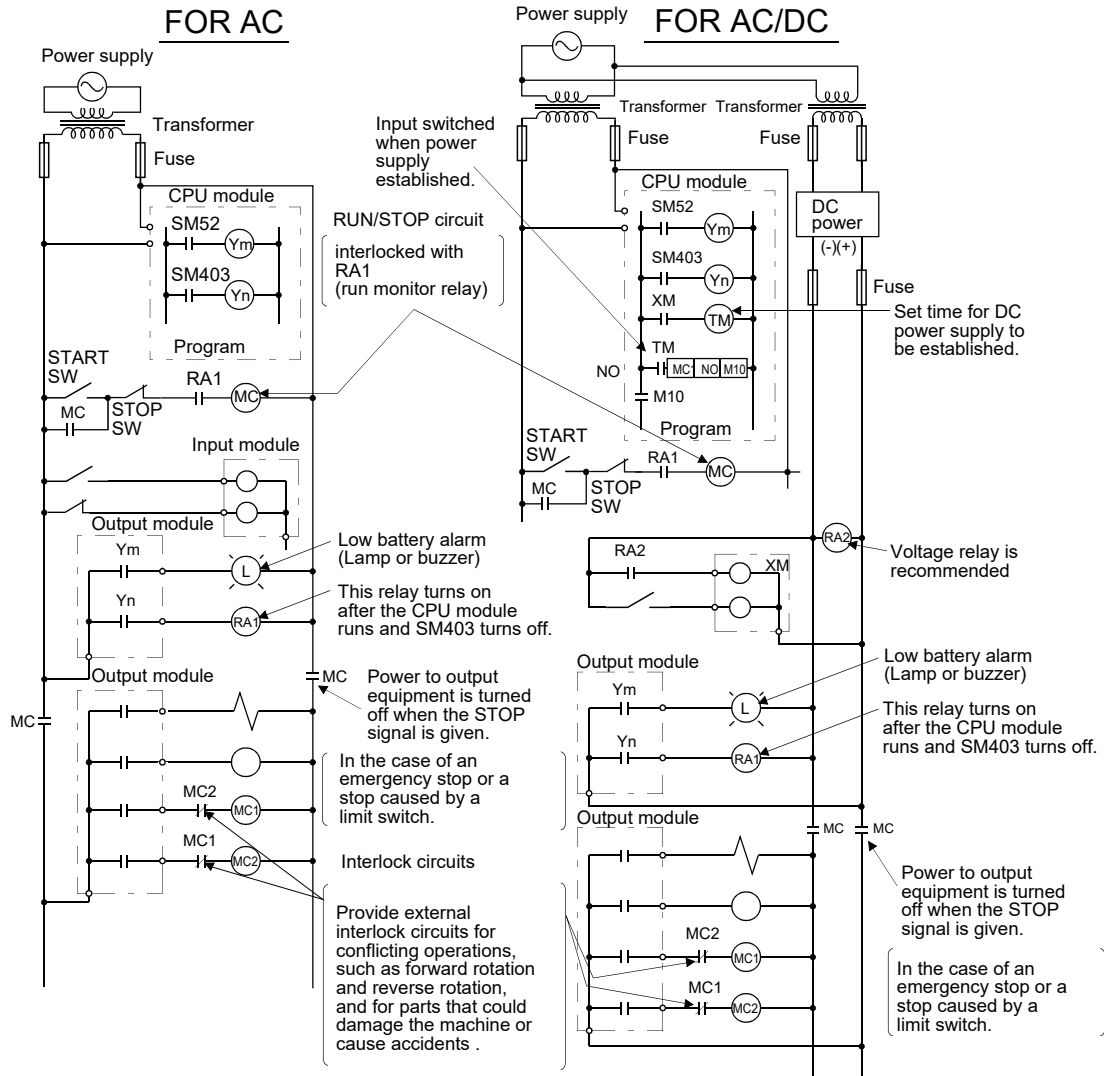 FOR AC
Power supply
Transformer
Fuse
CPU module
SM52
Ym
SM403
Yn
Program
RUN/STOP circuit
interlocked with
RA1
(run monitor relay)
START
SW
MC
STOP
SW
RA1
MC
Input module
Output module
Ym
L
Low battery alarm
(Lamp or buzzer)
Yn
RA1
This relay turns on
after the CPU module
runs and SM403 turns off.
Output module
MC
MC
Power to output
equipment is turned
off when the STOP
signal is given.
In the case of an
emergency stop or a
stop caused by a
limit switch.
MC2
MC1
MC1
MC2
Interlock circuits
Provide external
interlock circuits for
conflicting operations,
such as forward rotation
and reverse rotation,
and for parts that could
damage the machine or
cause accidents .
FOR AC/DC
Power supply
Transformer
Transformer
Fuse
Fuse
Input switched
when power
supply
established.
CPU module
SM52
Ym
SM403
Yn
XM
TM
TM
NO
MC
NO
M10
M10
Program
DC
power
(-)(+)
Fuse
Set time for DC
power supply to
be established.
START
SW
MC
STOP
SW
RA1
MC
RA2
Voltage relay is
recommended
RA2
XM
Output module
Ym
L
Low battery alarm
(Lamp or buzzer)
Yn
RA1
This relay turns on
after the CPU module
runs and SM403 turns off.
Output module
MC
MC
Power to output
equipment is turned
off when the STOP
signal is given.
In the case of an
emergency stop or a
stop caused by a
limit switch.
MC2
MC1
MC1
MC2